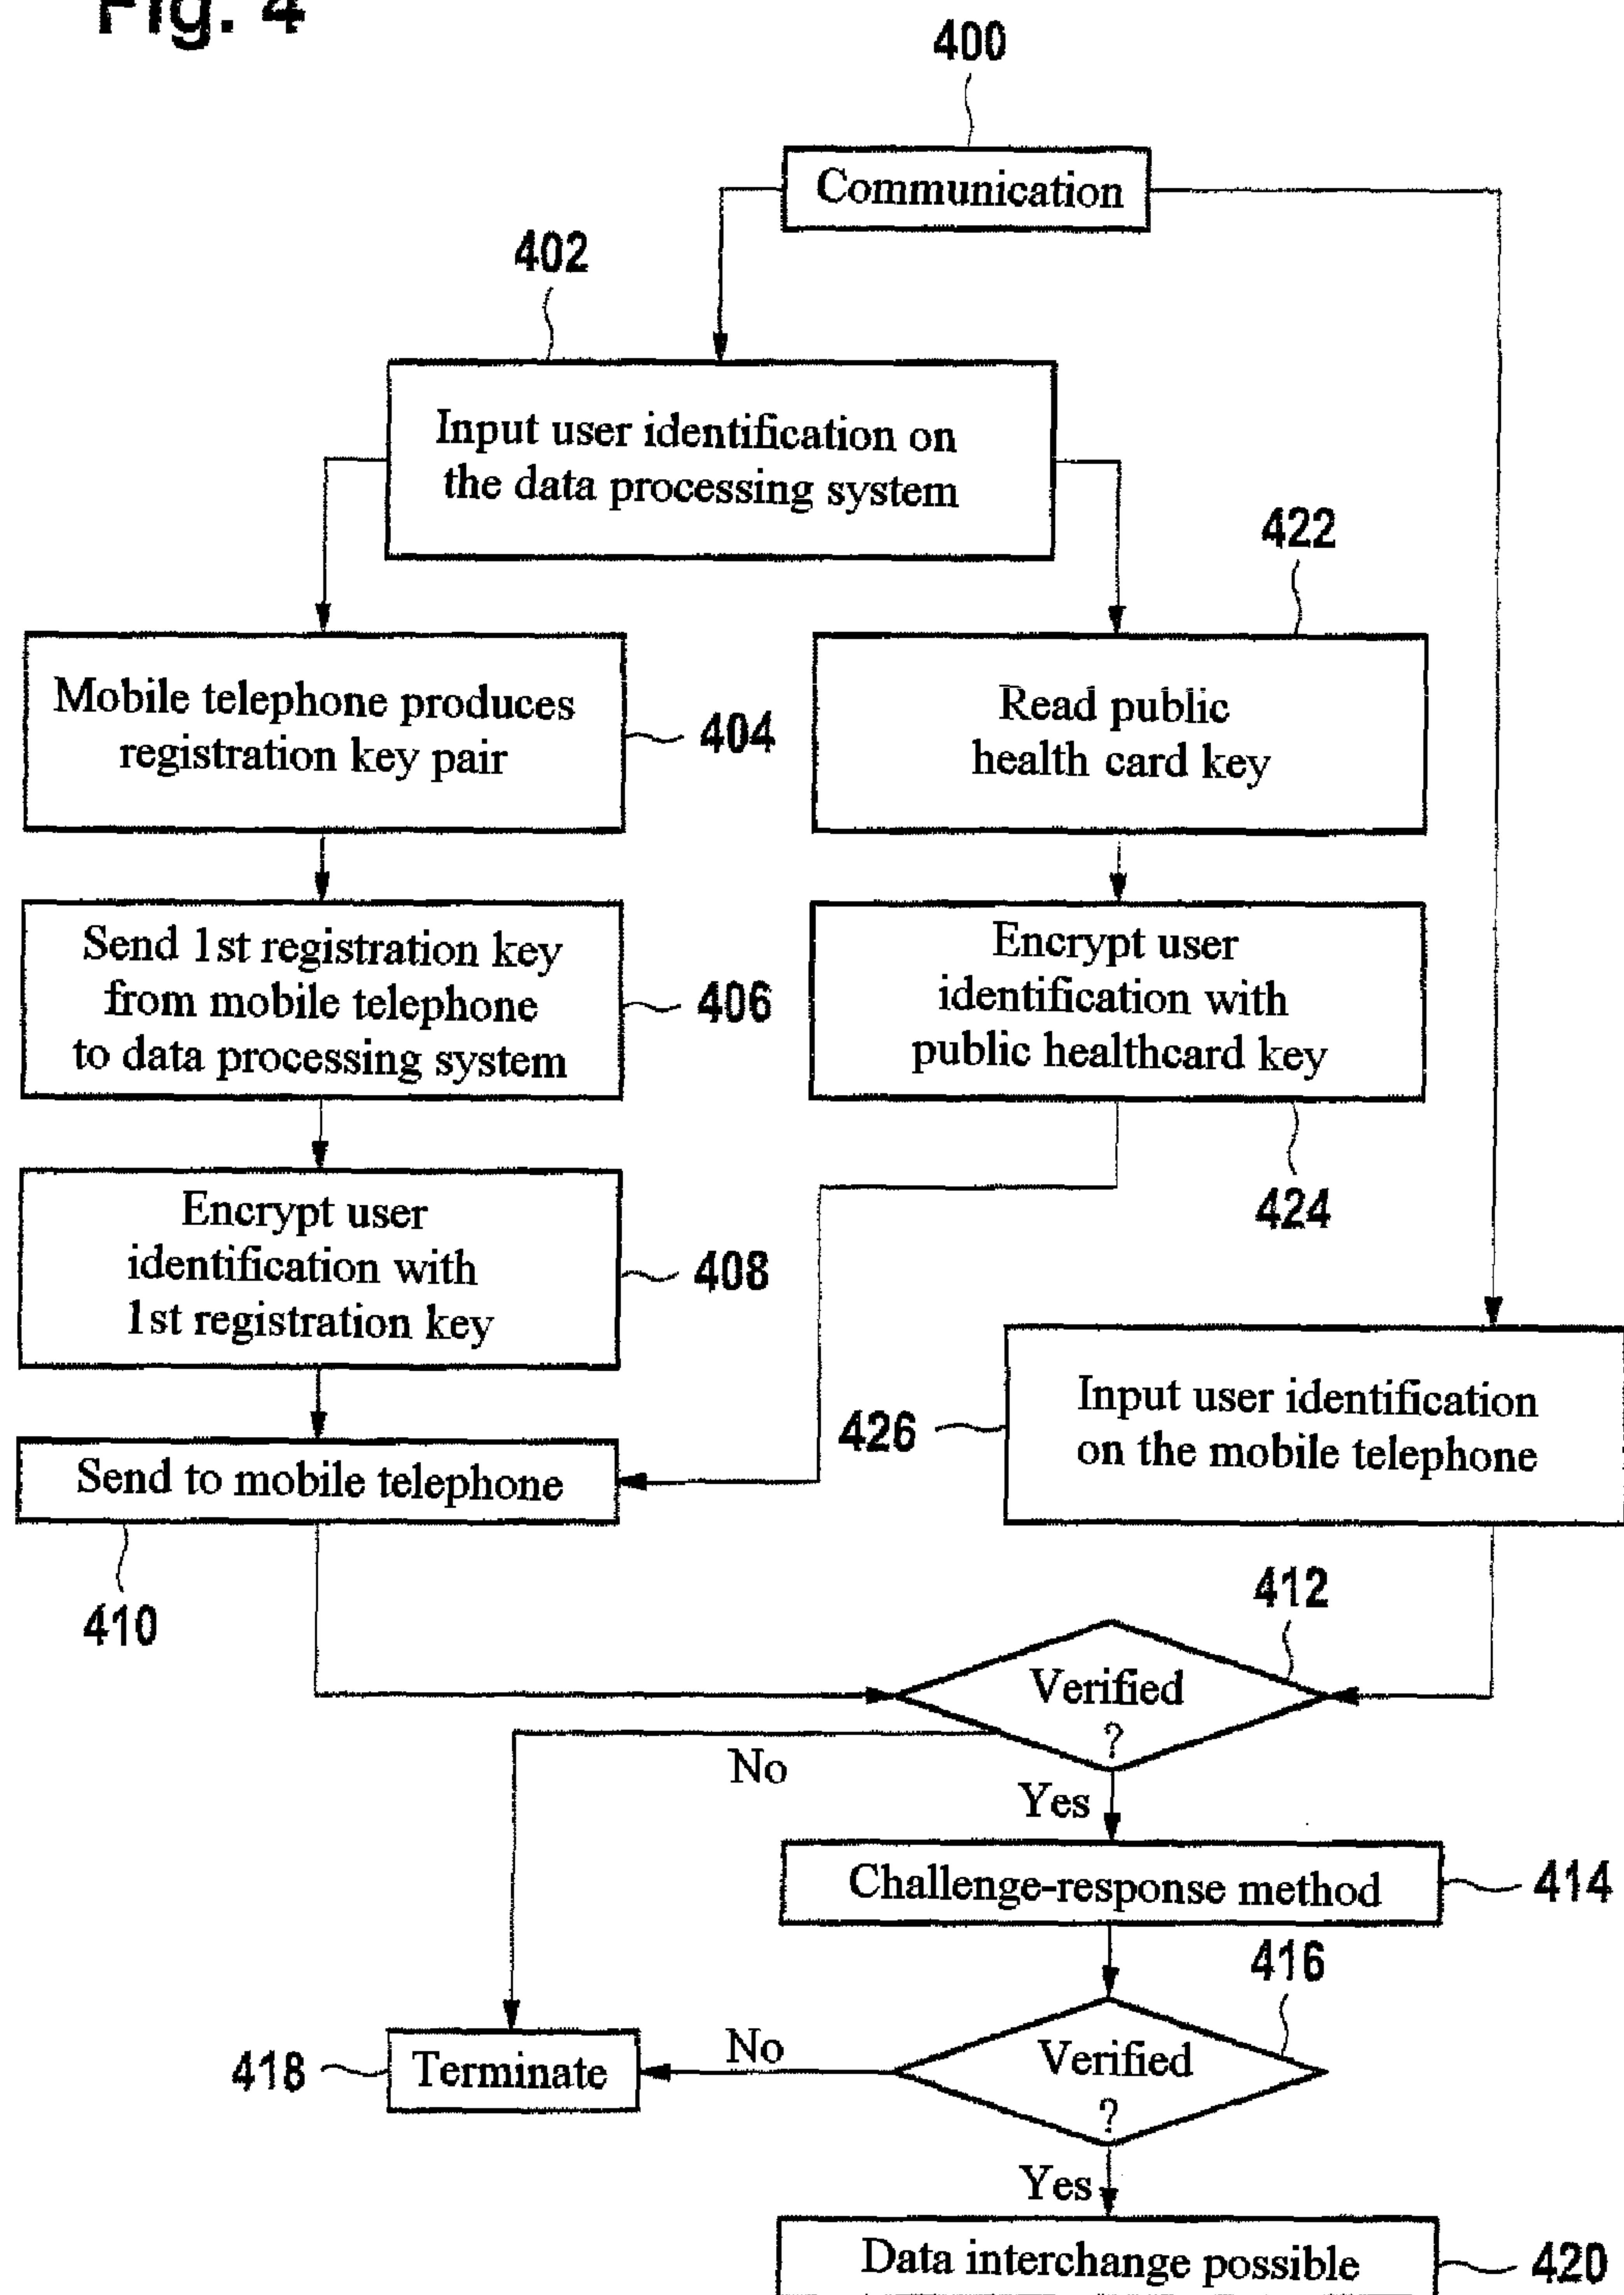 Fig. 4
400
Communication
402
Input user identification on
the data processing system
422
Mobile telephone produces
registration key pair
404
Read public
health card key
Send 1st registration key
from mobile telephone
to data processing system
406
Encrypt user
identification with
public healthcard key
424
Encrypt user
identification with
1st registration key
408
426
Input user identification
on the mobile telephone
Send to mobile telephone
410
412
Verified
?
No
Yes
Challenge-response method
414
416
418
Terminate
No
Verified
?
Yes
Data interchange possible
420